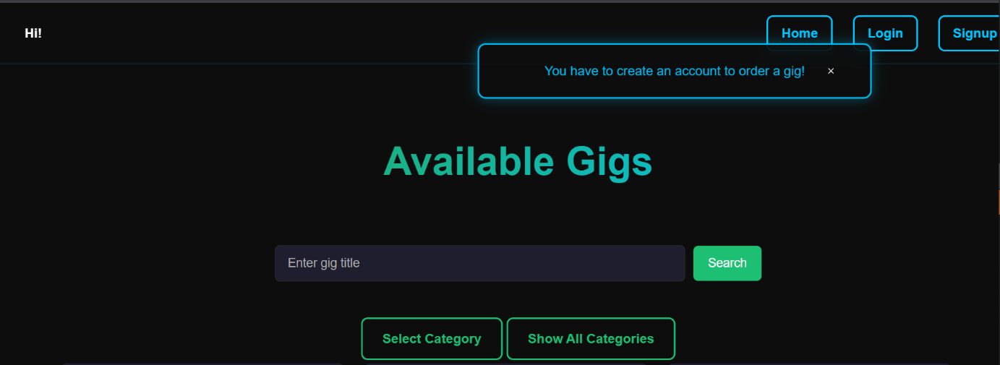 Hi!
Home
Login
Signup
You have to create an account to order a gig!
×
Available Gigs
Enter gig title
Search
Select Category
Show All Categories